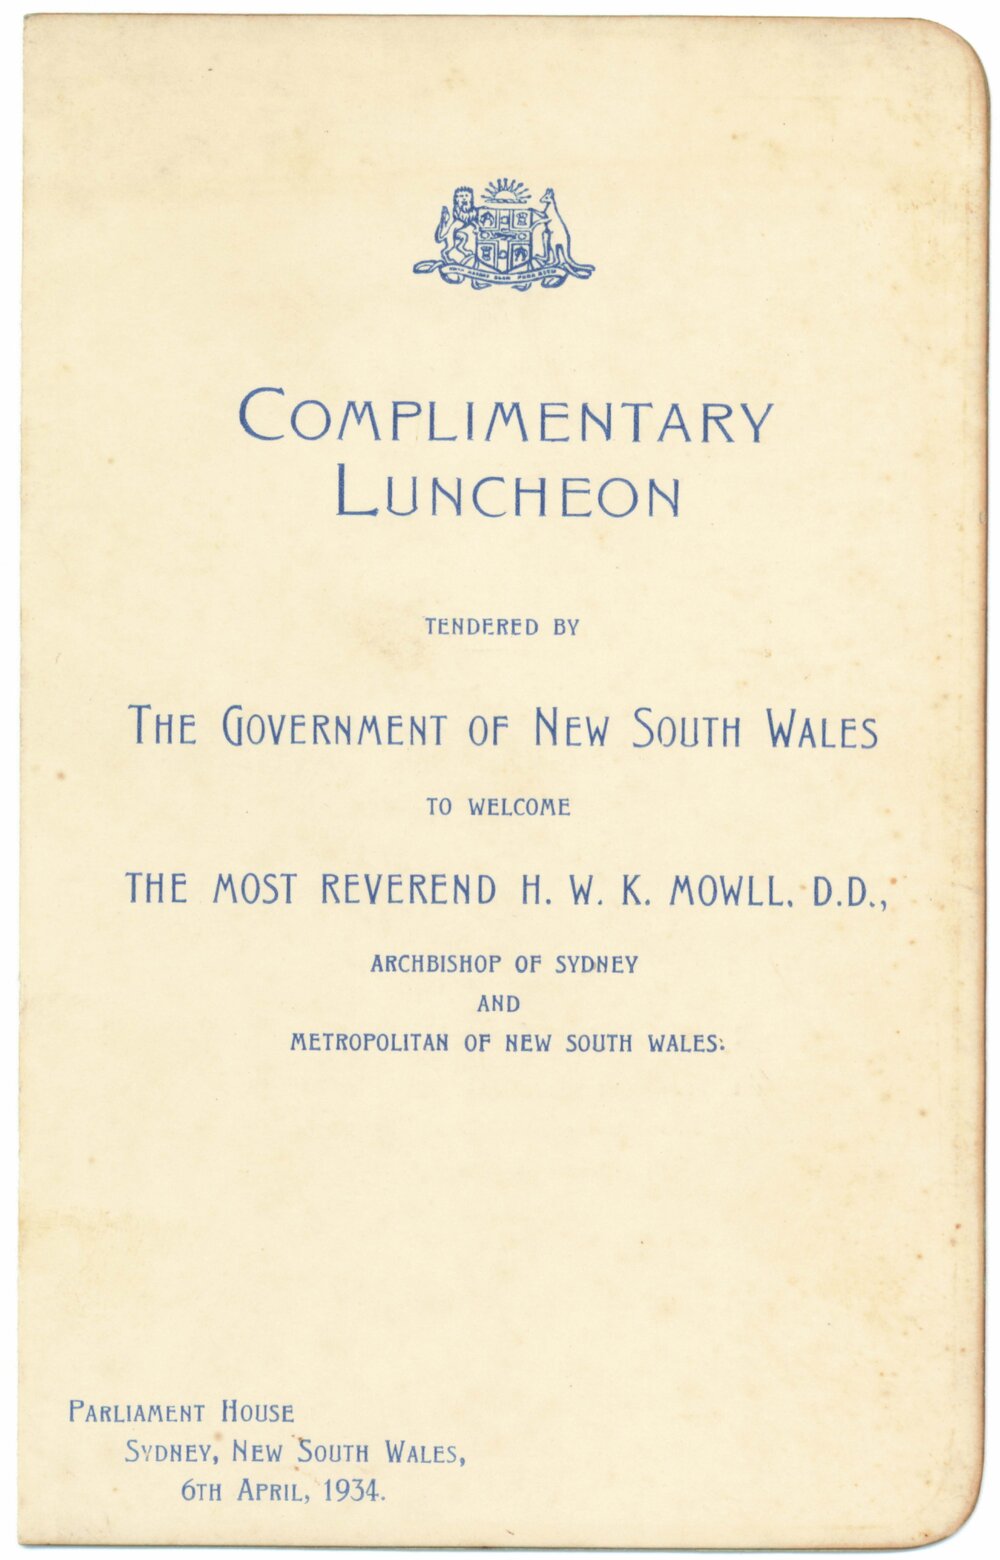 COMPLIMENTARY
LUNCHEON
TENDERED BY
THE GOVERNMENT OF NEW SOUTH WALES
TO WELCOME
THE MOST REVEREND H. W. K. MOWLL. D.D.,
ARCHBISHOP OF SYDNEY
AND
METROPOLITAN OF NEW SOUTH WALES.
PARLIAMENT HOUSE
SYDNEY, NEW SOUTH WALES,
6TH APRIL, 1934.